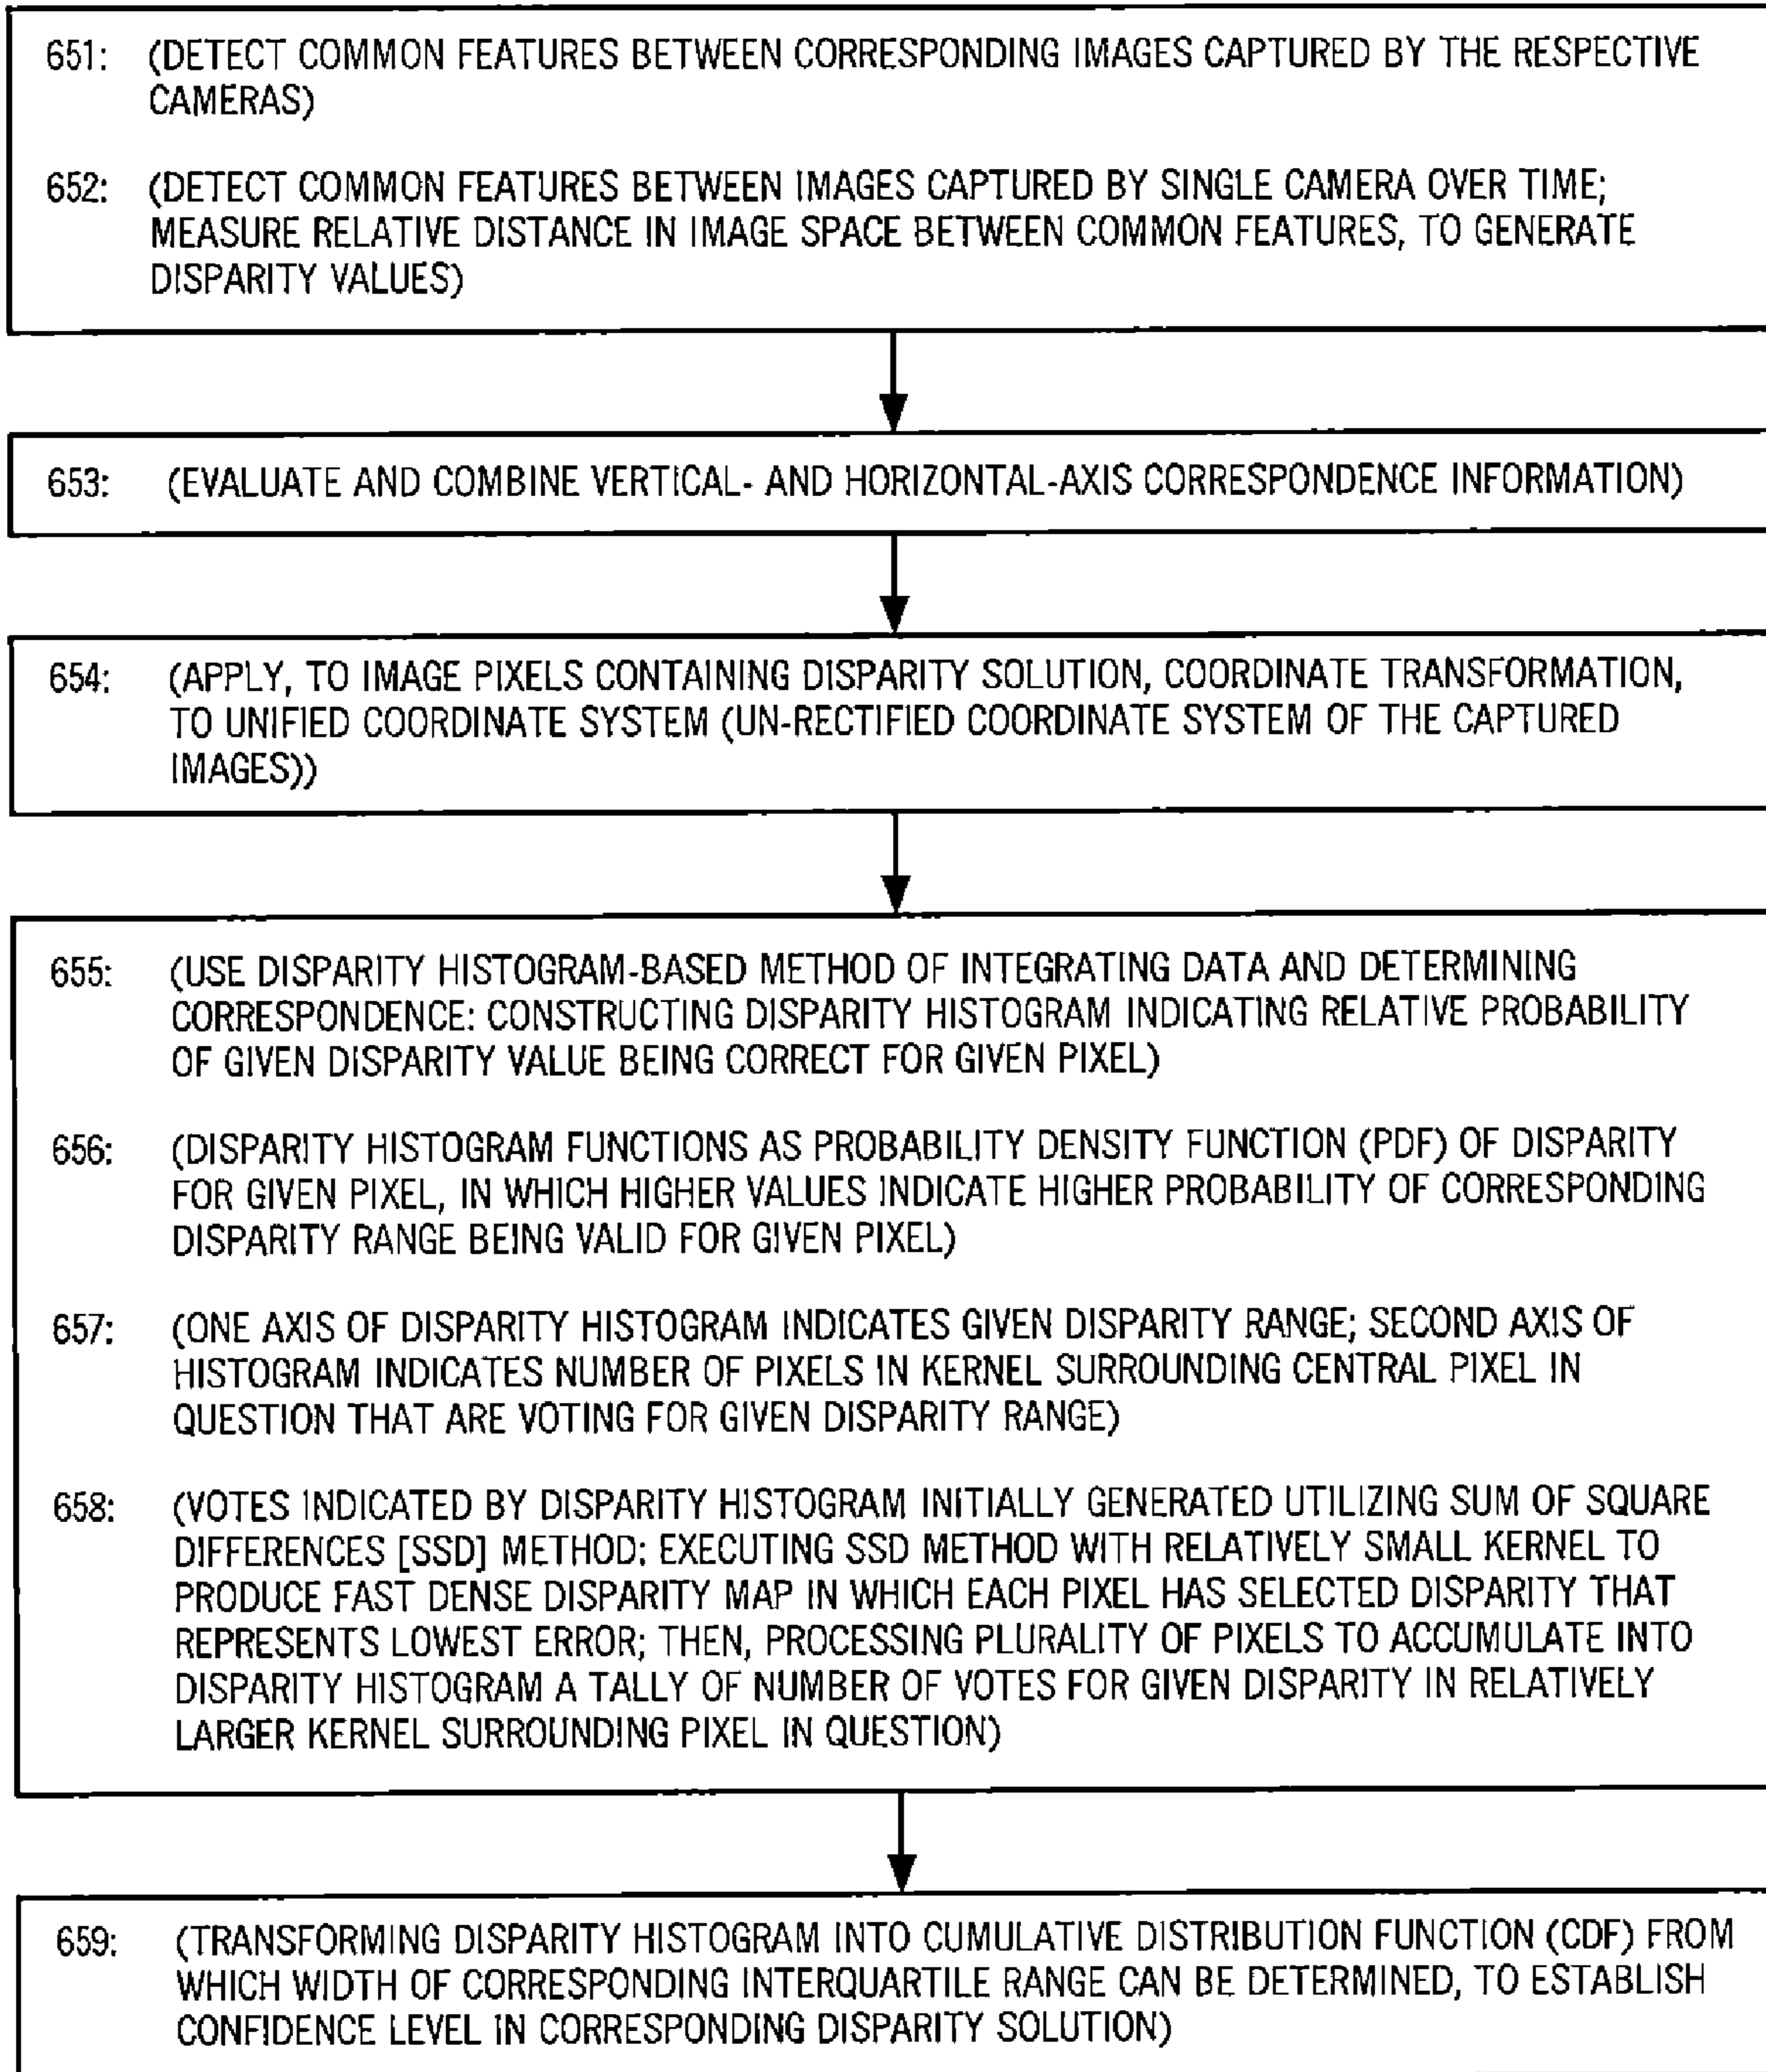 651: (DETECT COMMON FEATURES BETWEEN CORRESPONDING IMAGES CAPTURED BY THE RESPECTIVE
CAMERAS)
652: (DETECT COMMON FEATURES BETWEEN IMAGES CAPTURED BY SINGLE CAMERA OVER TIME;
MEASURE RELATIVE DISTANCE IN IMAGE SPACE BETWEEN COMMON FEATURES, TO GENERATE
DISPARITY VALUES)
653: (EVALUATE AND COMBINE VERTICAL- AND HORIZONTAL-AXIS CORRESPONDENCE INFORMATION)
654: (APPLY, TO IMAGE PIXELS CONTAINING DISPARITY SOLUTION, COORDINATE TRANSFORMATION,
TO UNIFIED COORDINATE SYSTEM (UN-RECTIFIED COORDINATE SYSTEM OF THE CAPTURED
IMAGES))
655: (USE DISPARITY HISTOGRAM-BASED METHOD OF INTEGRATING DATA AND DETERMINING
CORRESPONDENCE: CONSTRUCTING DISPARITY HISTOGRAM INDICATING RELATIVE PROBABILITY
OF GIVEN DISPARITY VALUE BEING CORRECT FOR GIVEN PIXEL)
656: (DISPARITY HISTOGRAM FUNCTIONS AS PROBABILITY DENSITY FUNCTION (PDF) OF DISPARITY
FOR GIVEN PIXEL, IN WHICH HIGHER VALUES INDICATE HIGHER PROBABILITY OF CORRESPONDING
DISPARITY RANGE BEING VALID FOR GIVEN PIXEL)
657: (ONE AXIS OF DISPARITY HISTOGRAM INDICATES GIVEN DISPARITY RANGE; SECOND AXIS OF
HISTOGRAM INDICATES NUMBER OF PIXELS IN KERNEL SURROUNDING CENTRAL PIXEL IN
QUESTION THAT ARE VOTING FOR GIVEN DISPARITY RANGE)
658: (VOTES INDICATED BY DISPARITY HISTOGRAM INITIALLY GENERATED UTILIZING SUM OF SQUARE
DIFFERENCES [SSD] METHOD: EXECUTING SSD METHOD WITH RELATIVELY SMALL KERNEL TO
PRODUCE FAST DENSE DISPARITY MAP IN WHICH EACH PIXEL HAS SELECTED DISPARITY THAT
REPRESENTS LOWEST ERROR; THEN, PROCESSING PLURALITY OF PIXELS TO ACCUMULATE INTO
DISPARITY HISTOGRAM A TALLY OF NUMBER OF VOTES FOR GIVEN DISPARITY IN RELATIVELY
LARGER KERNEL SURROUNDING PIXEL IN QUESTION)
659: (TRANSFORMING DISPARITY HISTOGRAM INTO CUMULATIVE DISTRIBUTION FUNCTION (CDF) FROM
WHICH WIDTH OF CORRESPONDING INTERQUARTILE RANGE CAN BE DETERMINED, TO ESTABLISH
CONFIDENCE LEVEL IN CORRESPONDING DISPARITY SOLUTION)